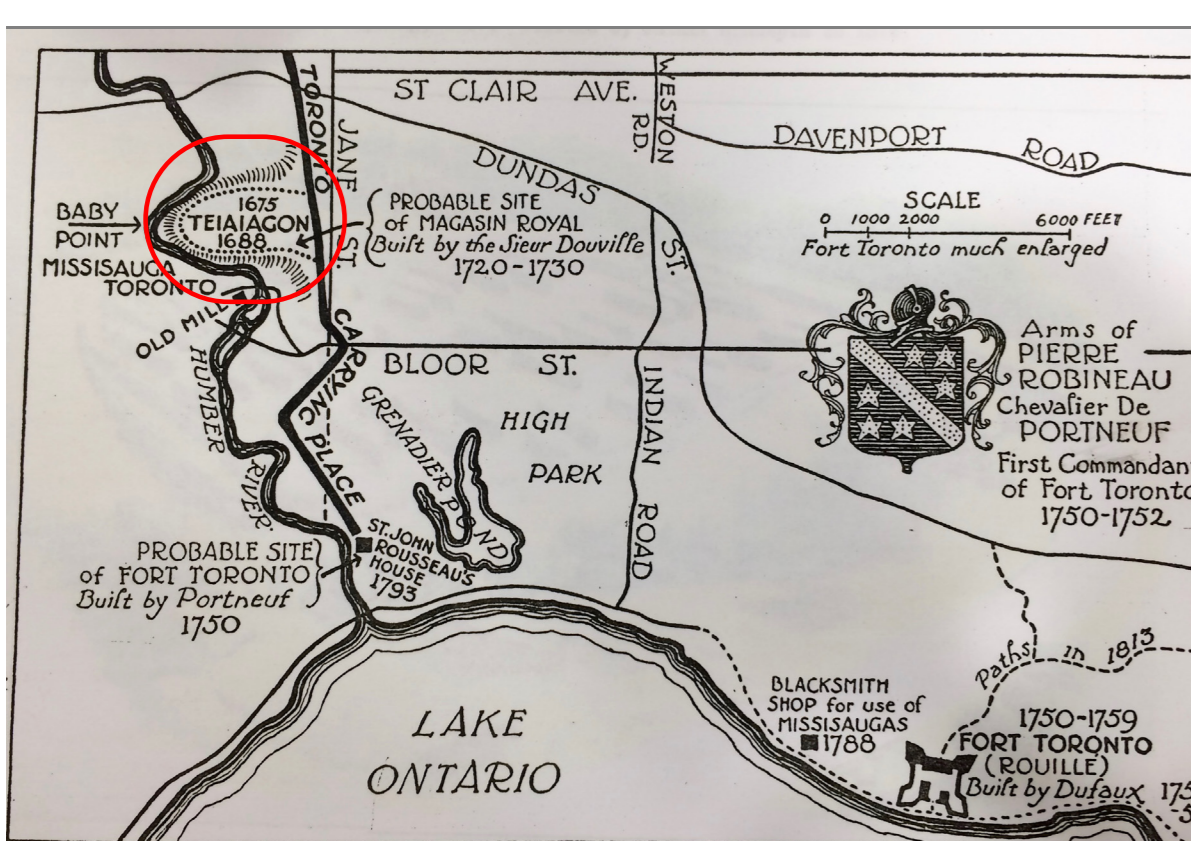 ST CLAIR AVE.
WESTON
RD.
DAVENPORT
ROAD
TORONTO
JANE
ST.
DUNDAS
ST.
1675
TEIAIAGON
1688
BABY
POINT
MISSISAUGA
TORONTO
OLD MILL
PROBABLE SITE
of MAGASIN ROYAL
Built by the Sieur Douville
1720-1730
SCALE
0 1000 2000 6000 FEET
Fort Toronto much enlarged
HUMBER
RIVER
CARRYING PLACE
BLOOR ST.
GRENADIER POND
HIGH
PARK
INDIAN
ROAD
Arms of
PIERRE
ROBINEAU
Chevalier De
PORTNEUF
First Comman­dan
of Fort Toronto
1750-1752
PROBABLE SITE
of FORT TORONTO
Built by Portneuf
1750
ST. JOHN
ROUSSEAU'S
HOUSE
1793
LAKE
ONTARIO
Paths in 1813
BLACKSMITH
SHOP for use of
MISSISAUGAS
1788
1750-1759
FORT TORONTO
(ROUILLE)
Built by Dufaux
175
-5